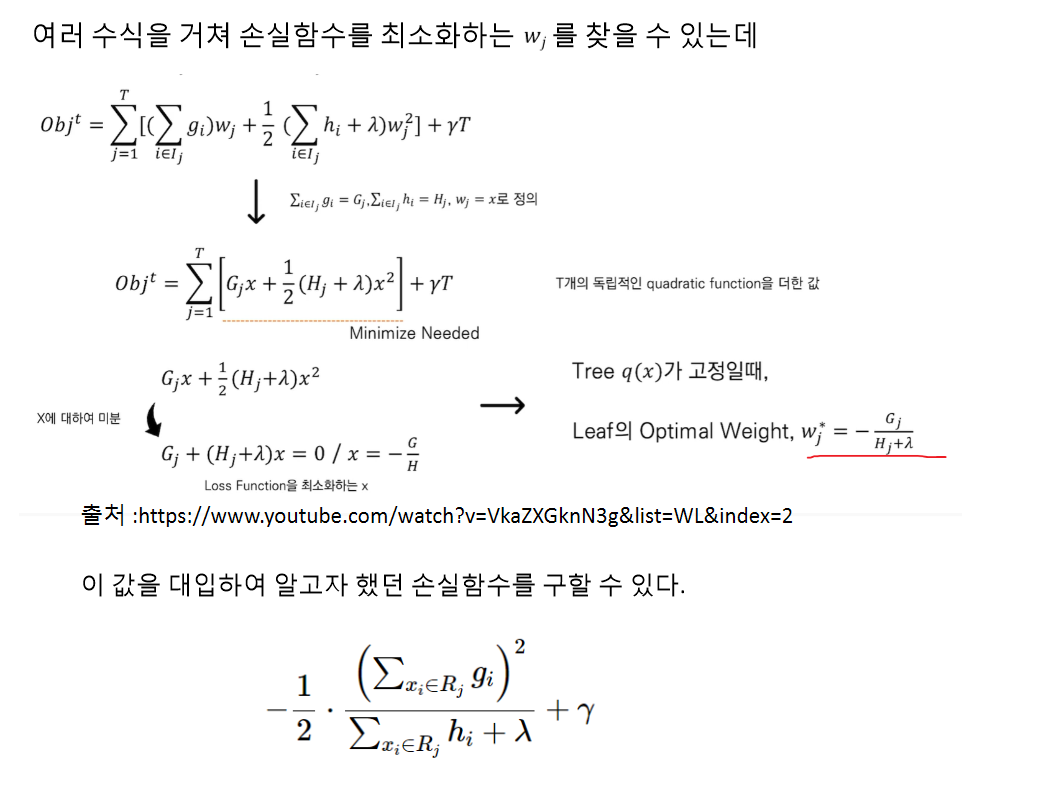 여러 수식을 거쳐 손실함수를 최소화하는 $w_j$ 를 찾을 수 있는데
$Obj^t = \sum_{j=1}^{T}[(\sum_{i \in I_j} g_i)w_j + \frac{1}{2}(\sum_{i \in I_j} h_i + \lambda)w_j^2] + \gamma T$
$\sum_{i \in I_j} g_i = G_j, \sum_{i \in I_j} h_i = H_j, w_j = x$로 정의
$Obj^t = \sum_{j=1}^{T}\left[G_j x + \frac{1}{2}(H_j + \lambda)x^2\right] + \gamma T$
T개의 독립적인 quadratic function을 더한 값
Minimize Needed
$G_j x + \frac{1}{2}(H_j + \lambda)x^2$
X에 대하여 미분
$G_j + (H_j + \lambda)x = 0 / x = -\frac{G}{H}$
Loss Function을 최소화하는 x
Tree $q(x)$가 고정일때,
Leaf의 Optimal Weight, $w_j^* = -\frac{G_j}{H_j + \lambda}$
출처 :https://www.youtube.com/watch?v=VkaZXGknN3g&list=WL&index=2
이 값을 대입하여 알고자 했던 손실함수를 구할 수 있다.
$-\frac{1}{2} \cdot \frac{\left(\sum_{x_i \in R_j} g_i\right)^2}{\sum_{x_i \in R_j} h_i + \lambda} + \gamma$